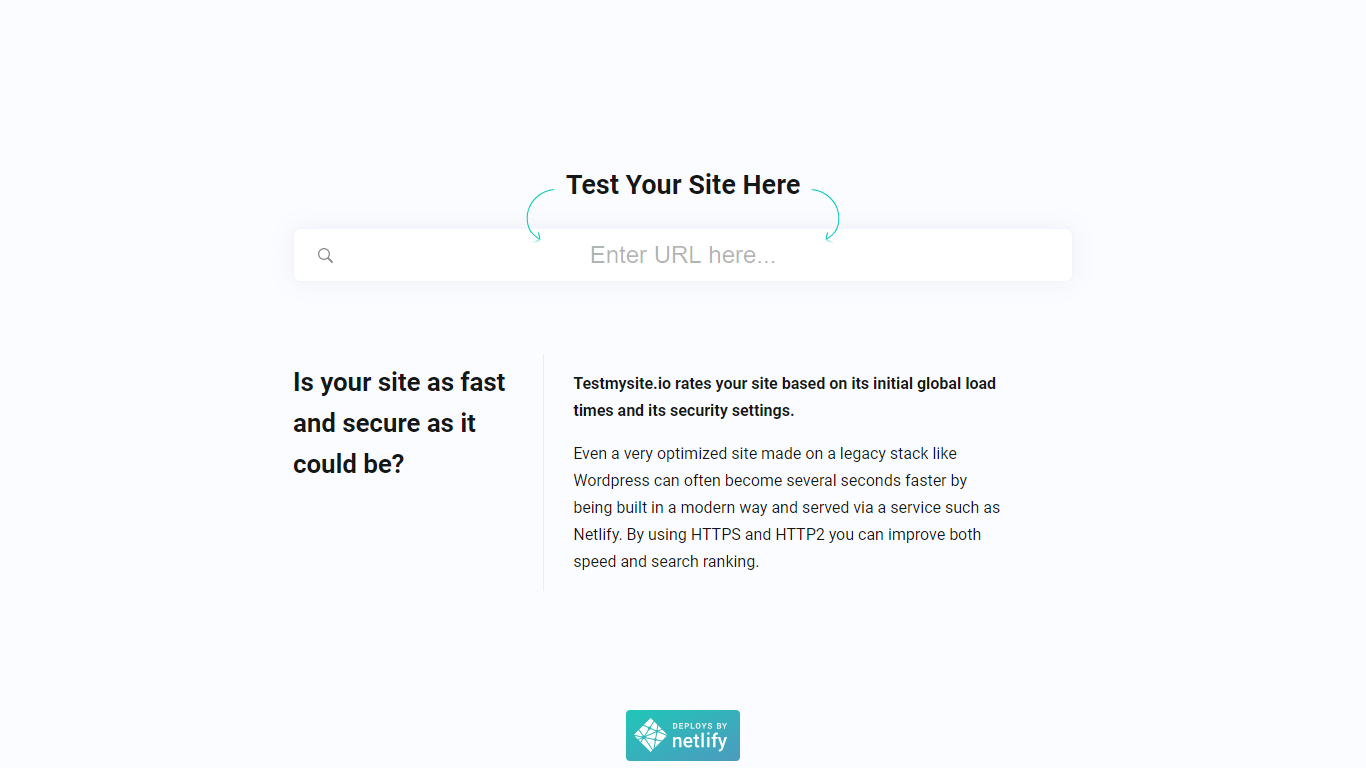 Test Your Site Here
Enter URL here...
Is your site as fast
and secure as it
could be?
Testmysite.io rates your site based on its initial global load
times and its security settings.
Even a very optimized site made on a legacy stack like
Wordpress can often become several seconds faster by
being built in a modern way and served via a service such as
Netlify. By using HTTPS and HTTP2 you can improve both
speed and search ranking.
DEPLOYS BY
netlify